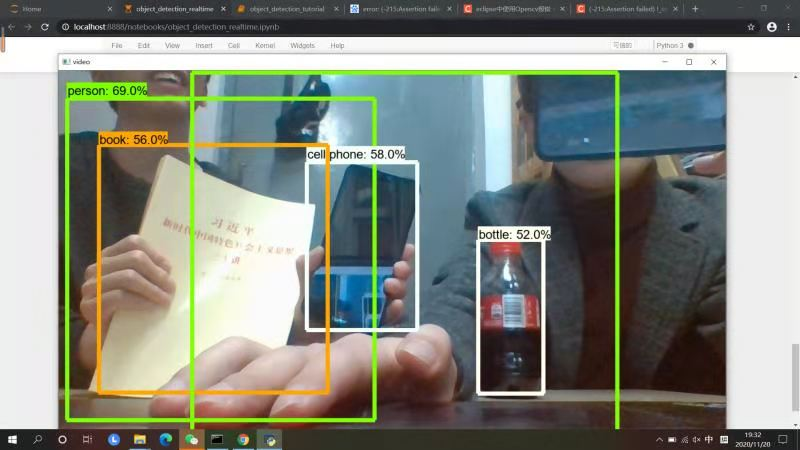 Home
object_detection_realtime
object_detection_tutorial
error: (-215:Assertion fail
eclipse中使用Opencv报错
(-215:Assertion failed) !_s
localhost:8888/notebooks/object_detection_realtime.ipynb
File Edit View Insert Cell Kernel Widgets Help
可信的
Python 3
video
person: 69.0%
book: 56.0%
cell phone: 58.0%
bottle: 52.0%
习近平
新时代中国特色社会主义思想
三十讲
中
19:32
2020/11/20